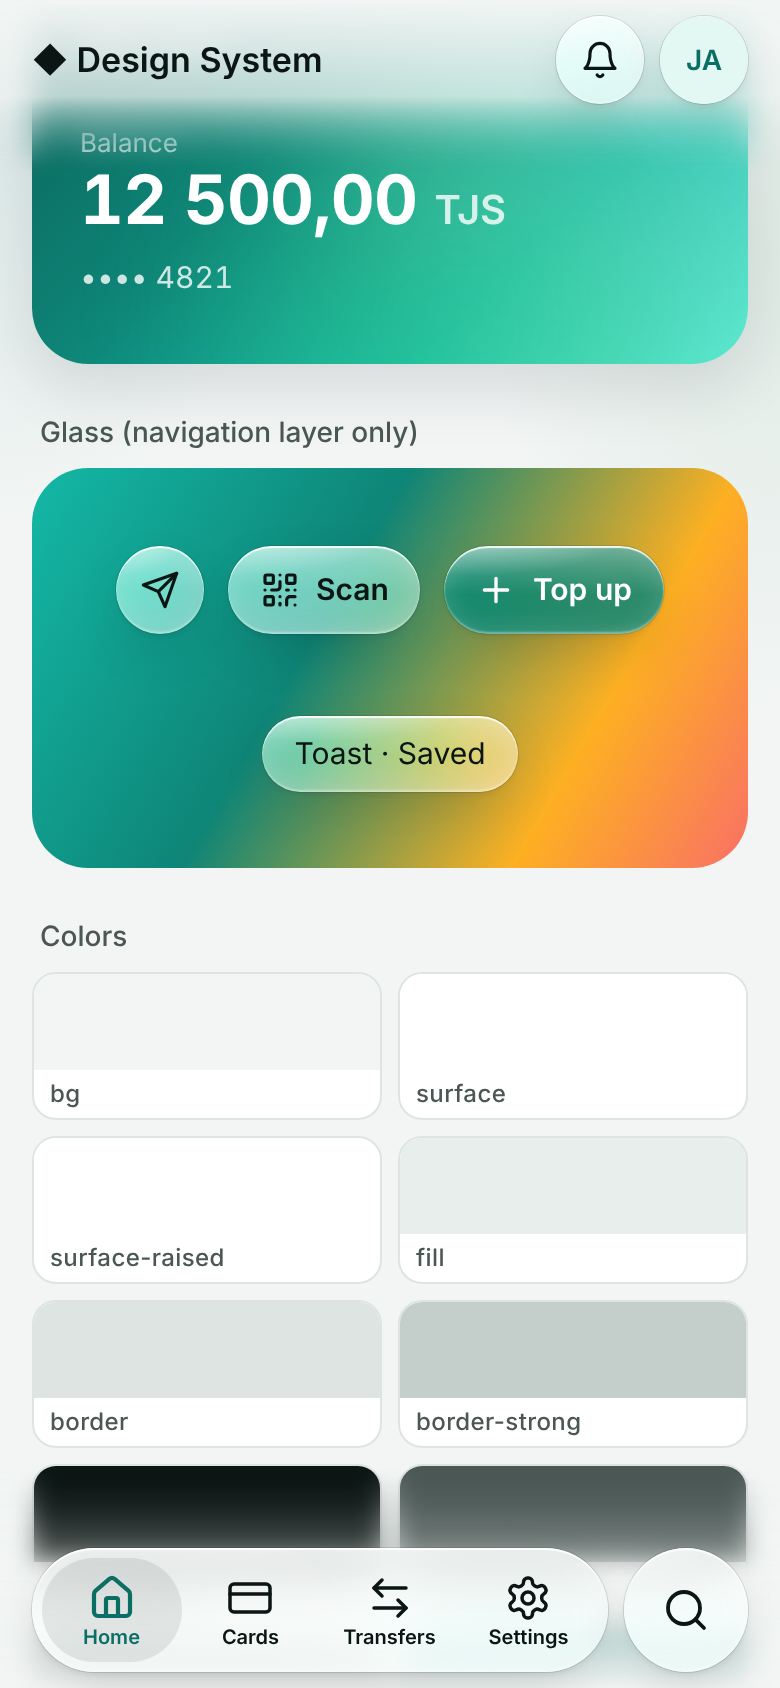 Design System
JA
Balance
12 500,00 TJS
•••• 4821
Glass (navigation layer only)
Scan
Top up
Toast · Saved
Colors
bg
surface
surface-raised
fill
border
border-strong
Home
Cards
Transfers
Settings